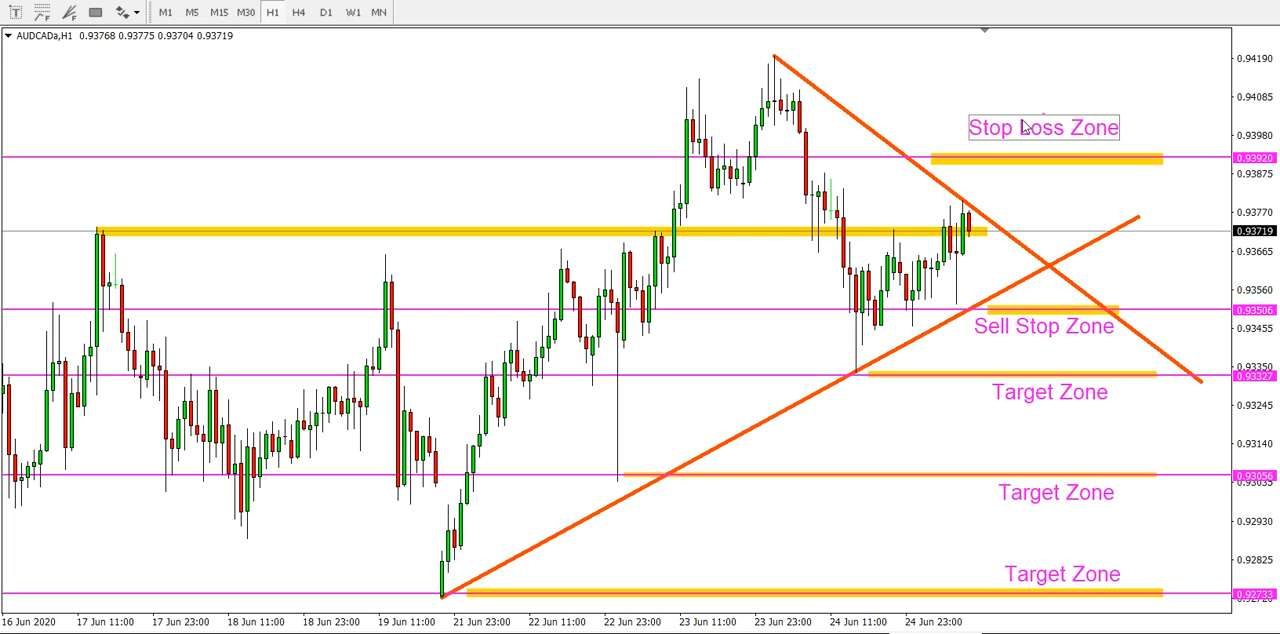 T F F M1 M5 M15 M30 H1 H4 D1 W1 MN
AUDCADa,H1 0.93768 0.93775 0.93704 0.93719
0.94190
0.94085
Stop Loss Zone
0.93980
0.93920
0.93875
0.93770
0.93719
0.93665
0.93560
0.93506
Sell Stop Zone
0.93455
0.93350
0.93327
Target Zone
0.93245
0.93140
0.93056
0.93035
Target Zone
0.92930
0.92825
Target Zone
0.92733
16 Jun 2020 17 Jun 11:00 17 Jun 23:00 18 Jun 11:00 18 Jun 23:00 19 Jun 11:00 21 Jun 23:00 22 Jun 11:00 22 Jun 23:00 23 Jun 11:00 23 Jun 23:00 24 Jun 11:00 24 Jun 23:00